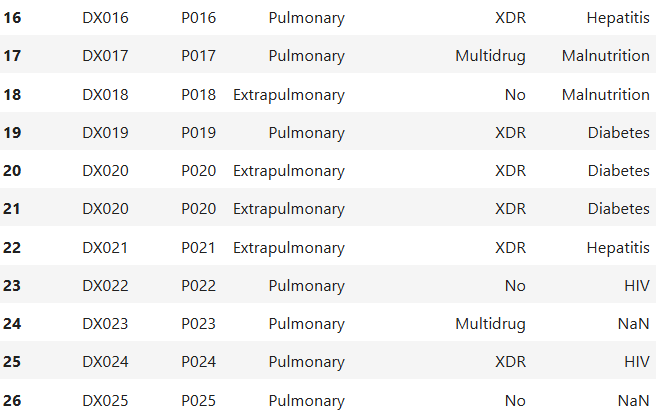 16 DX016 P016 Pulmonary XDR Hepatitis
17 DX017 P017 Pulmonary Multidrug Malnutrition
18 DX018 P018 Extrapulmonary No Malnutrition
19 DX019 P019 Pulmonary XDR Diabetes
20 DX020 P020 Extrapulmonary XDR Diabetes
21 DX020 P020 Extrapulmonary XDR Diabetes
22 DX021 P021 Extrapulmonary XDR Hepatitis
23 DX022 P022 Pulmonary No HIV
24 DX023 P023 Pulmonary Multidrug NaN
25 DX024 P024 Pulmonary XDR HIV
26 DX025 P025 Pulmonary No NaN